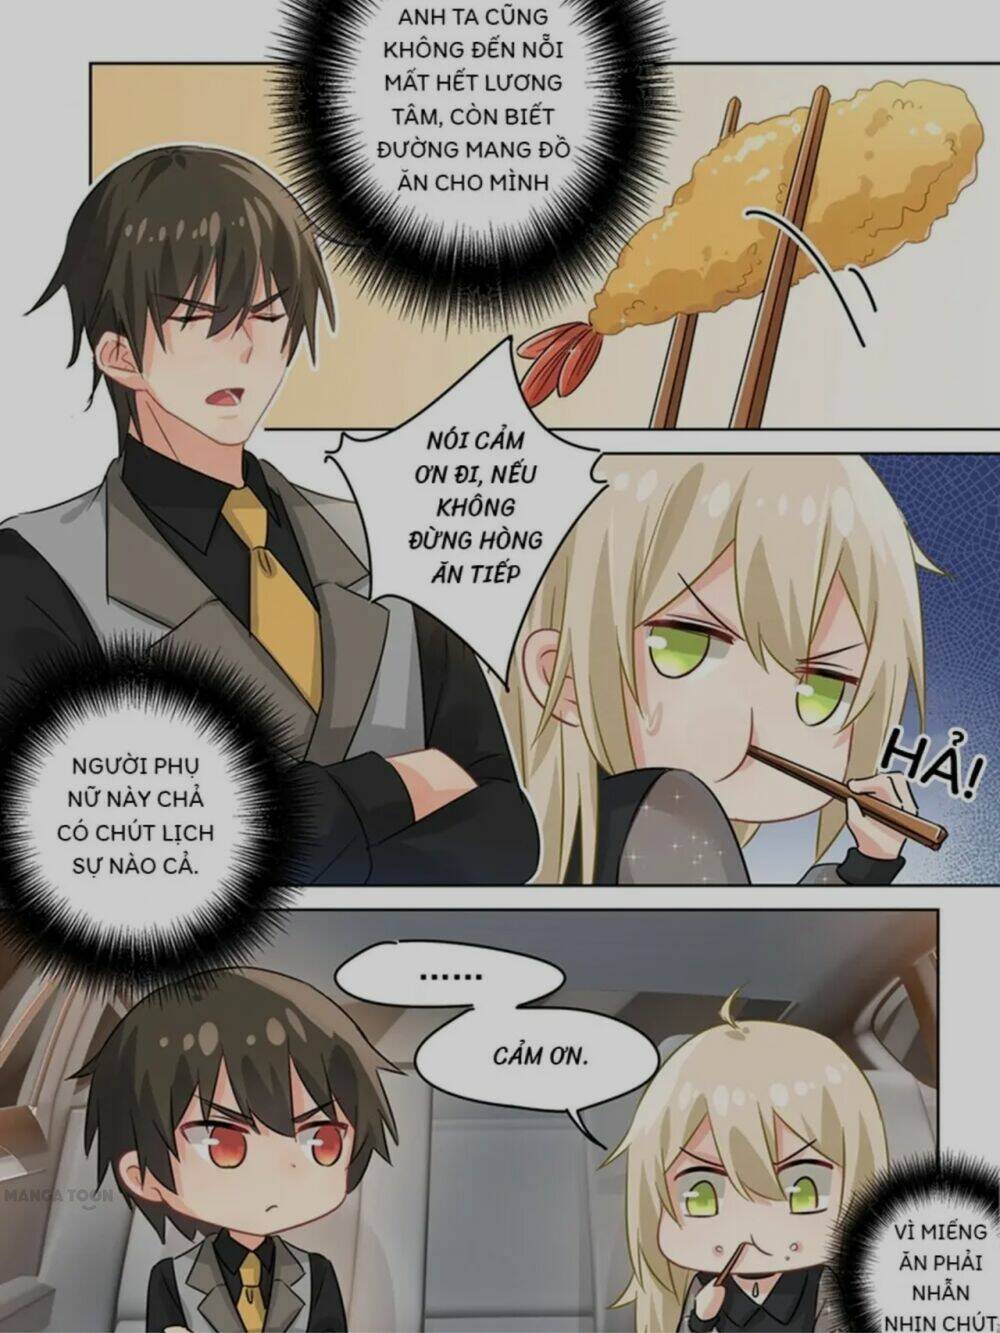 ANH TA CŨNG
KHÔNG ĐẾN NỖI
MẤT HẾT LƯƠNG
TÂM, CÒN BIẾT
ĐƯỜNG MANG ĐỒ
ĂN CHO MÌNH
NÓI CẢM
ƠN ĐI, NẾU
KHÔNG
ĐỪNG HÒNG
ĂN TIẾP
HẢ!
NGƯỜI PHỤ
NỮ NÀY CHẢ
CÓ CHÚT LỊCH
SỰ NÀO CẢ.
......
CẢM ƠN.
MANGA TOON
VÌ MIẾNG
ĂN PHẢI
NHẪN
NHỊN CHÚT